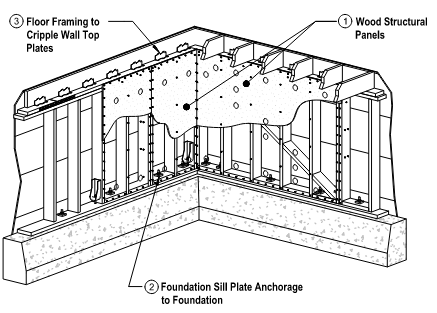 ③ Floor Framing to
Cripple Wall Top
Plates
① Wood Structural
Panels
② Foundation Sill Plate Anchorage
to Foundation